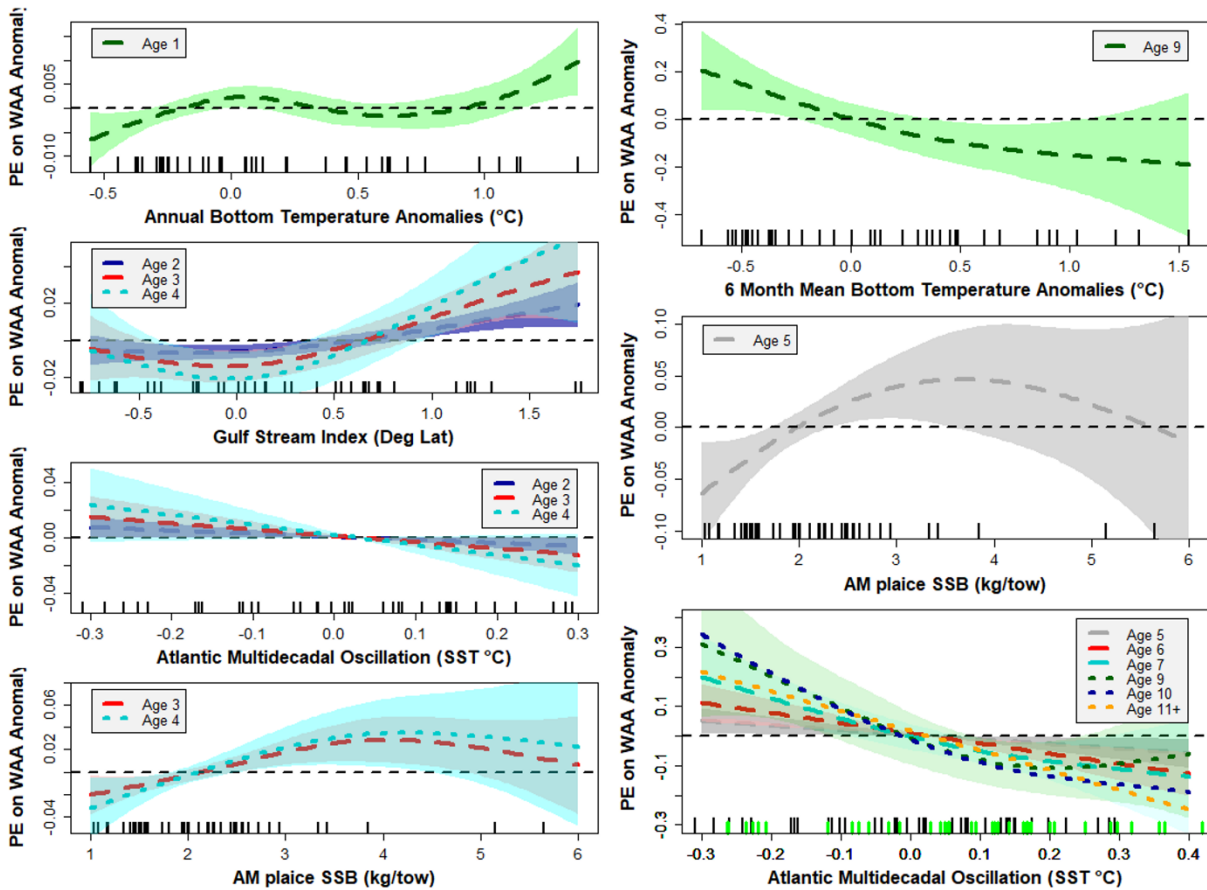 PE on WAA Anomaly
0.005
-0.010
Age 1
-0.5
0.0
0.5
1.0
Annual Bottom Temperature Anomalies (°C)
PE on WAA Anomaly
0.02
-0.02
Age 2
Age 3
Age 4
-0.5
0.0
0.5
1.0
1.5
Gulf Stream Index (Deg Lat)
PE on WAA Anomaly
0.04
0.00
-0.04
Age 2
Age 3
Age 4
-0.3
-0.2
-0.1
0.0
0.1
0.2
0.3
Atlantic Multidecadal Oscillation (SST °C)
PE on WAA Anomaly
0.06
0.02
-0.04
Age 3
Age 4
1
2
3
4
5
6
AM plaice SSB (kg/tow)
PE on WAA Anomaly
0.4
0.2
0.0
-0.2
-0.4
Age 9
-0.5
0.0
0.5
1.0
1.5
6 Month Mean Bottom Temperature Anomalies (°C)
PE on WAA Anomaly
0.10
0.05
0.00
-0.05
-0.10
Age 5
1
2
3
4
5
6
AM plaice SSB (kg/tow)
PE on WAA Anomaly
0.3
0.1
-0.1
-0.3
Age 5
Age 6
Age 7
Age 9
Age 10
Age 11+
-0.3
-0.2
-0.1
0.0
0.1
0.2
0.3
0.4
Atlantic Multidecadal Oscillation (SST °C)